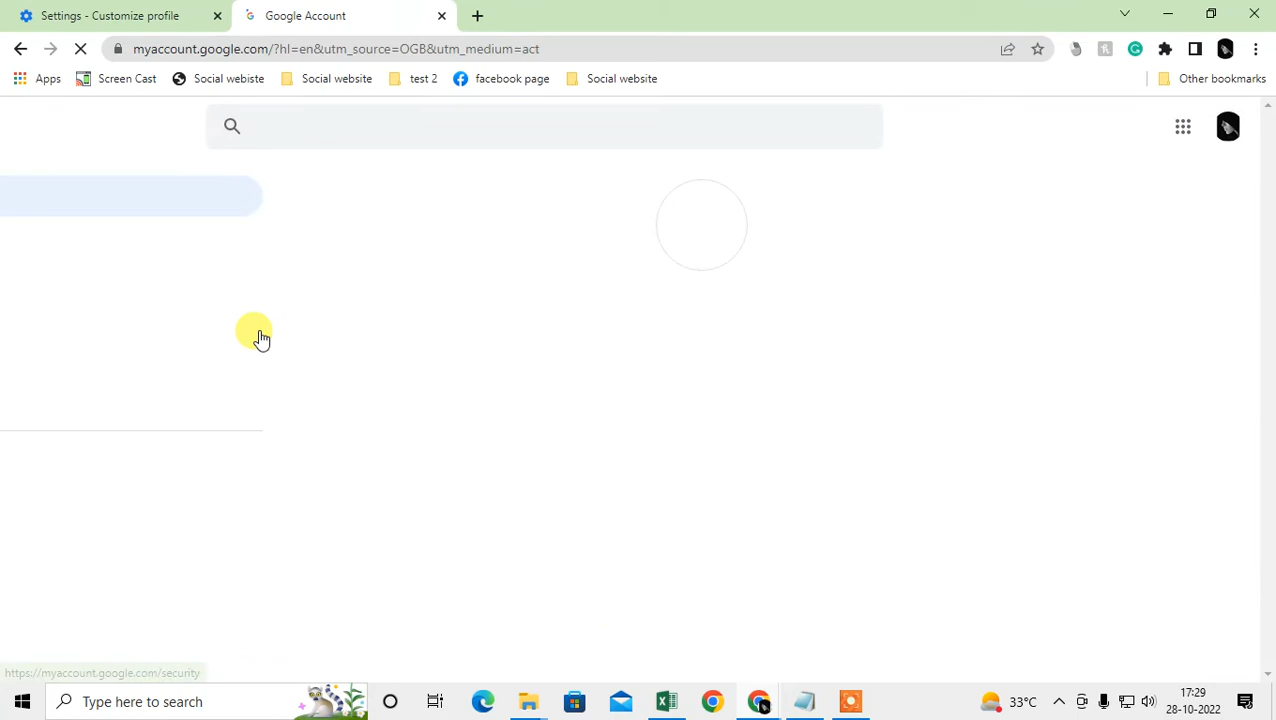 Settings - Customize profile
Google Account
myaccount.google.com/?hl=en&utm_source=OGB&utm_medium=act
Apps
Screen Cast
Social webiste
Social website
test 2
facebook page
Social website
Other bookmarks
https://myaccount.google.com/security
Type here to search
33°C
17:29
28-10-2022